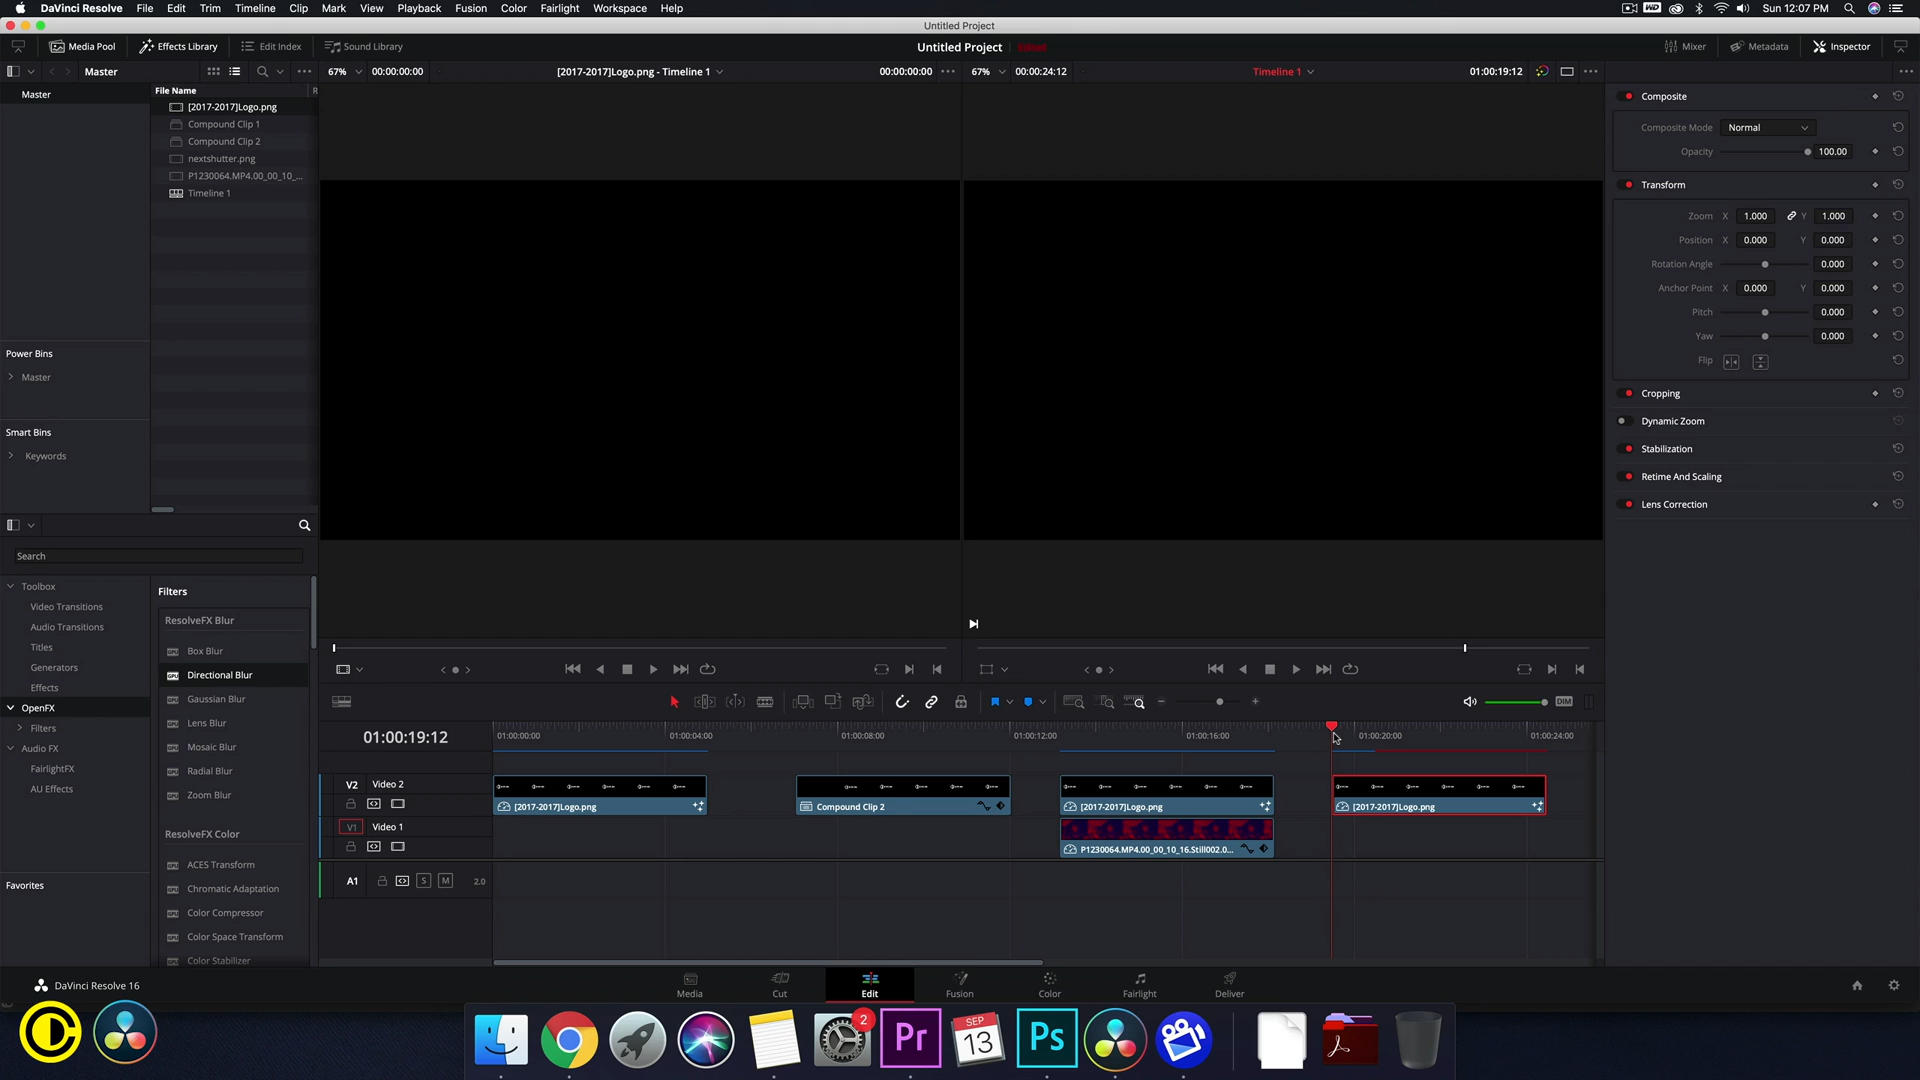 DaVinci Resolve File Edit Trim Timeline Clip Mark View Playback Fusion Color Fairlight Workspace Help
WD Sun 12:07 PM
Untitled Project
Media Pool Effects Library Edit Index Sound Library
Untitled Project
Mixer Metadata Inspector
Master
67% 00:00:00:00 [2017-2017]Logo.png - Timeline 1 00:00:00:00
67% 00:00:24:12 Timeline 1 01:00:19:12
Master
File Name R
[2017-2017]Logo.png
Compound Clip 1
Compound Clip 2
nextshutter.png
P1230064.MP4.00_00_10_...
Timeline 1
Power Bins
Master
Smart Bins
Keywords
Composite
Composite Mode Normal
Opacity 100.00
Transform
Zoom X 1.000 Y 1.000
Position X 0.000 Y 0.000
Rotation Angle 0.000
Anchor Point X 0.000 Y 0.000
Pitch 0.000
Yaw 0.000
Flip
Cropping
Dynamic Zoom
Stabilization
Retime And Scaling
Lens Correction
Search
Toolbox
Video Transitions
Audio Transitions
Titles
Generators
Effects
OpenFX
Filters
Audio FX
FairlightFX
AU Effects
Favorites
Filters
ResolveFX Blur
Box Blur
Directional Blur
Gaussian Blur
Lens Blur
Mosaic Blur
Radial Blur
Zoom Blur
ResolveFX Color
ACES Transform
Chromatic Adaptation
Color Compressor
Color Space Transform
Color Stabilizer
DIM
01:00:19:12
01:00:00:00 01:00:04:00 01:00:08:00 01:00:12:00 01:00:16:00 01:00:20:00 01:00:24:00
V2 Video 2
[2017-2017]Logo.png Compound Clip 2 [2017-2017]Logo.png [2017-2017]Logo.png
V1 Video 1
P1230064.MP4.00_00_10_16.Still002.0...
A1 S M 2.0
DaVinci Resolve 16
Media Cut Edit Fusion Color Fairlight Deliver
2
Pr
SEP
13
Ps